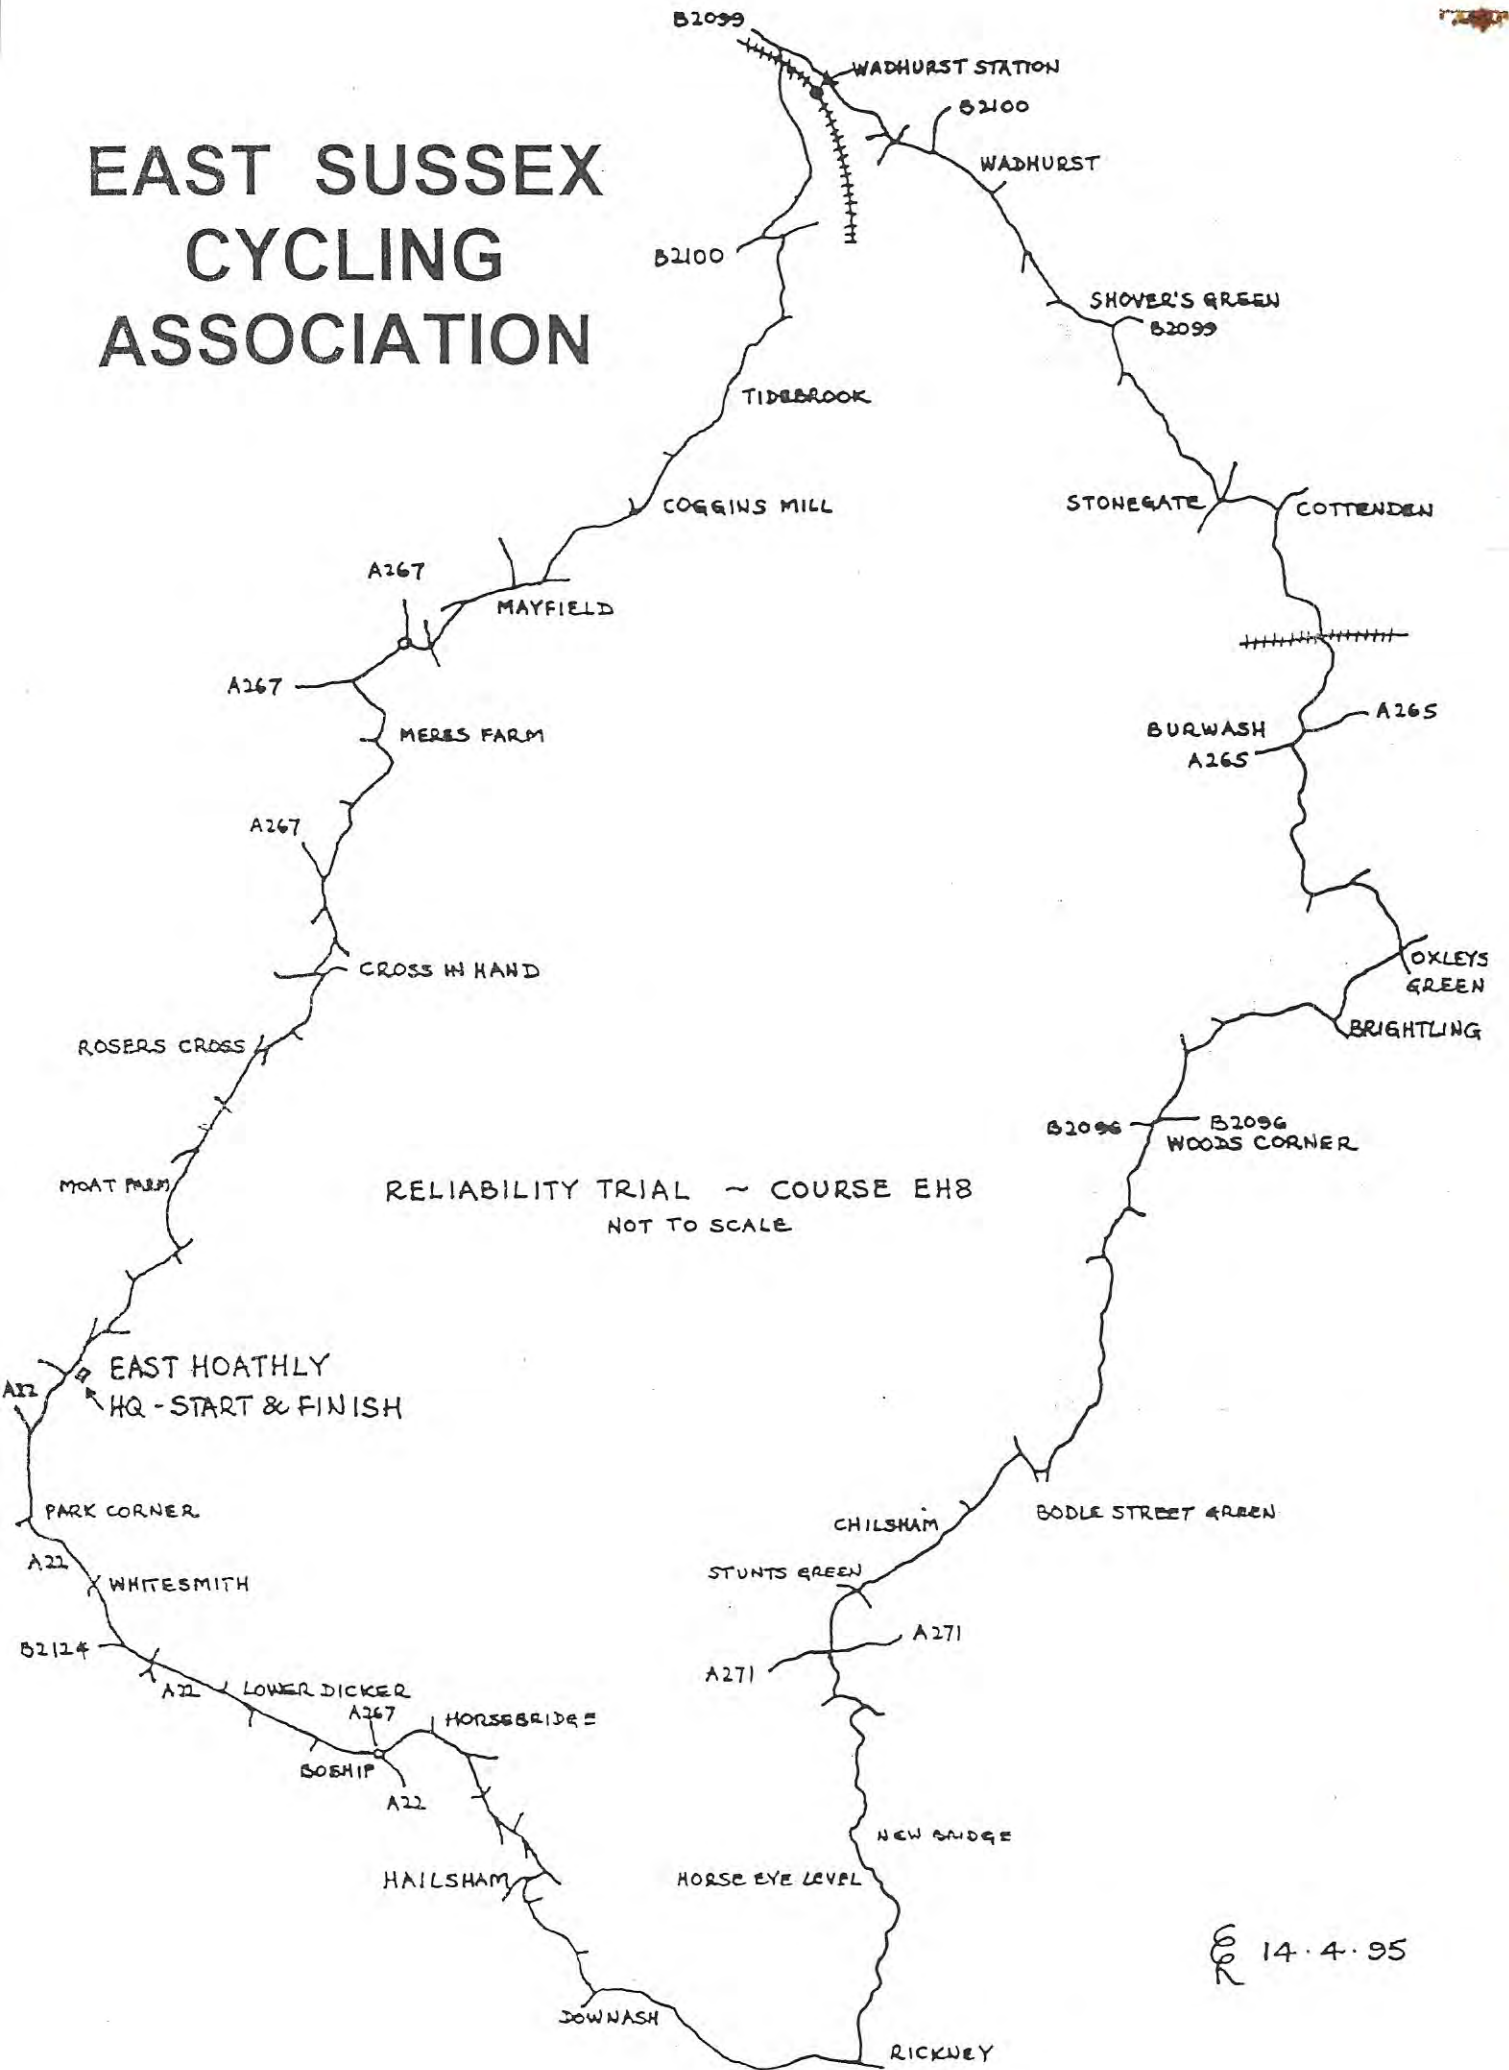 EAST SUSSEX
CYCLING
ASSOCIATION
B2099
WADHURST STATION
B2100
WADHURST
B2100
SHOVER'S GREEN
B2099
TIDEBROOK
COGGINS MILL
STONEGATE
COTTENDEN
A267
MAYFIELD
A267
MERES FARM
BURWASH
A265
A265
A267
CROSS IN HAND
OXLEYS
GREEN
BRIGHTLING
ROSERS CROSS
B2096
B2096
WOODS CORNER
MOAT FARM
RELIABILITY TRIAL ~ COURSE EH8
NOT TO SCALE
EAST HOATHLY
HQ - START & FINISH
A22
PARK CORNER
A22
WHITESMITH
B2124
A22
LOWER DICKER
A267
HORSEBRIDGE
BOSHIP
A22
HAILSHAM
DOWNASH
BODLE STREET GREEN
CHILSHAM
STUNTS GREEN
A271
A271
NEW BRIDGE
HORSE EYE LEVEL
RICKNEY
14.4.95